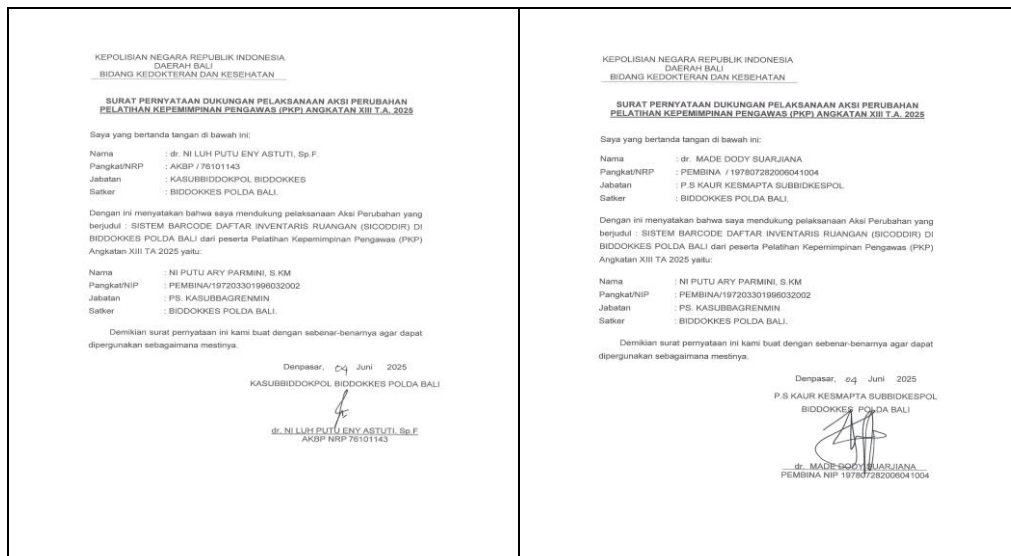 KEPOLISIAN NEGARA REPUBLIK INDONESIA
DAERAH BALI
BIDANG KEDOKTERAN DAN KESEHATAN
SURAT PERNYATAAN DUKUNGAN PELAKSANAAN AKSI PERUBAHAN
PELATIHAN KEPEMIMPINAN PENGAWAS (PKP) ANGKATAN XIII T.A. 2025
Saya yang bertanda tangan di bawah ini:
Nama : dr. NI LUH PUTU ENY ASTUTI, Sp.F.
Pangkat/NRP : AKBP / 76101143
Jabatan : KASUBBIDDOKPOL BIDDOKKES
Satker : BIDDOKKES POLDA BALI.
Dengan ini menyatakan bahwa saya mendukung pelaksanaan Aksi Perubahan yang
berjudul : SISTEM BARCODE DAFTAR INVENTARIS RUANGAN (SICODDIR) DI
BIDDOKKES POLDA BALI dari peserta Pelatihan Kepemimpinan Pengawas (PKP)
Angkatan XIII TA 2025 yaitu:
Nama : NI PUTU ARY PARMINI, S.KM
Pangkat/NIP : PEMBINA/197203301996032002
Jabatan : PS. KASUBBAGRENMIN
Satker : BIDDOKKES POLDA BALI.
Demikian surat pernyataan ini kami buat dengan sebenar-benarnya agar dapat
dipergunakan sebagaimana mestinya.
Denpasar, 04 Juni 2025
KASUBBIDDOKPOL BIDDOKKES POLDA BALI
dr. NI LUH PUTU ENY ASTUTI, Sp.F
AKBP NRP 76101143
KEPOLISIAN NEGARA REPUBLIK INDONESIA
DAERAH BALI
BIDANG KEDOKTERAN DAN KESEHATAN
SURAT PERNYATAAN DUKUNGAN PELAKSANAAN AKSI PERUBAHAN
PELATIHAN KEPEMIMPINAN PENGAWAS (PKP) ANGKATAN XIII T.A. 2025
Saya yang bertanda tangan di bawah ini:
Nama : dr. MADE DODY SUARJIANA
Pangkat/NRP : PEMBINA / 197807282006041004
Jabatan : P.S KAUR KESMAPTA SUBBIDKESPOL
Satker : BIDDOKKES POLDA BALI.
Dengan ini menyatakan bahwa saya mendukung pelaksanaan Aksi Perubahan yang
berjudul : SISTEM BARCODE DAFTAR INVENTARIS RUANGAN (SICODDIR) DI
BIDDOKKES POLDA BALI dari peserta Pelatihan Kepemimpinan Pengawas (PKP)
Angkatan XIII TA 2025 yaitu:
Nama : NI PUTU ARY PARMINI, S.KM
Pangkat/NIP : PEMBINA/197203301996032002
Jabatan : PS. KASUBBAGRENMIN
Satker : BIDDOKKES POLDA BALI.
Demikian surat pernyataan ini kami buat dengan sebenar-benarnya agar dapat
dipergunakan sebagaimana mestinya.
Denpasar, 04 Juni 2025
P.S KAUR KESMAPTA SUBBIDKESPOL
BIDDOKKES POLDA BALI
dr. MADE DODY SUARJIANA
PEMBINA NIP 197807282006041004